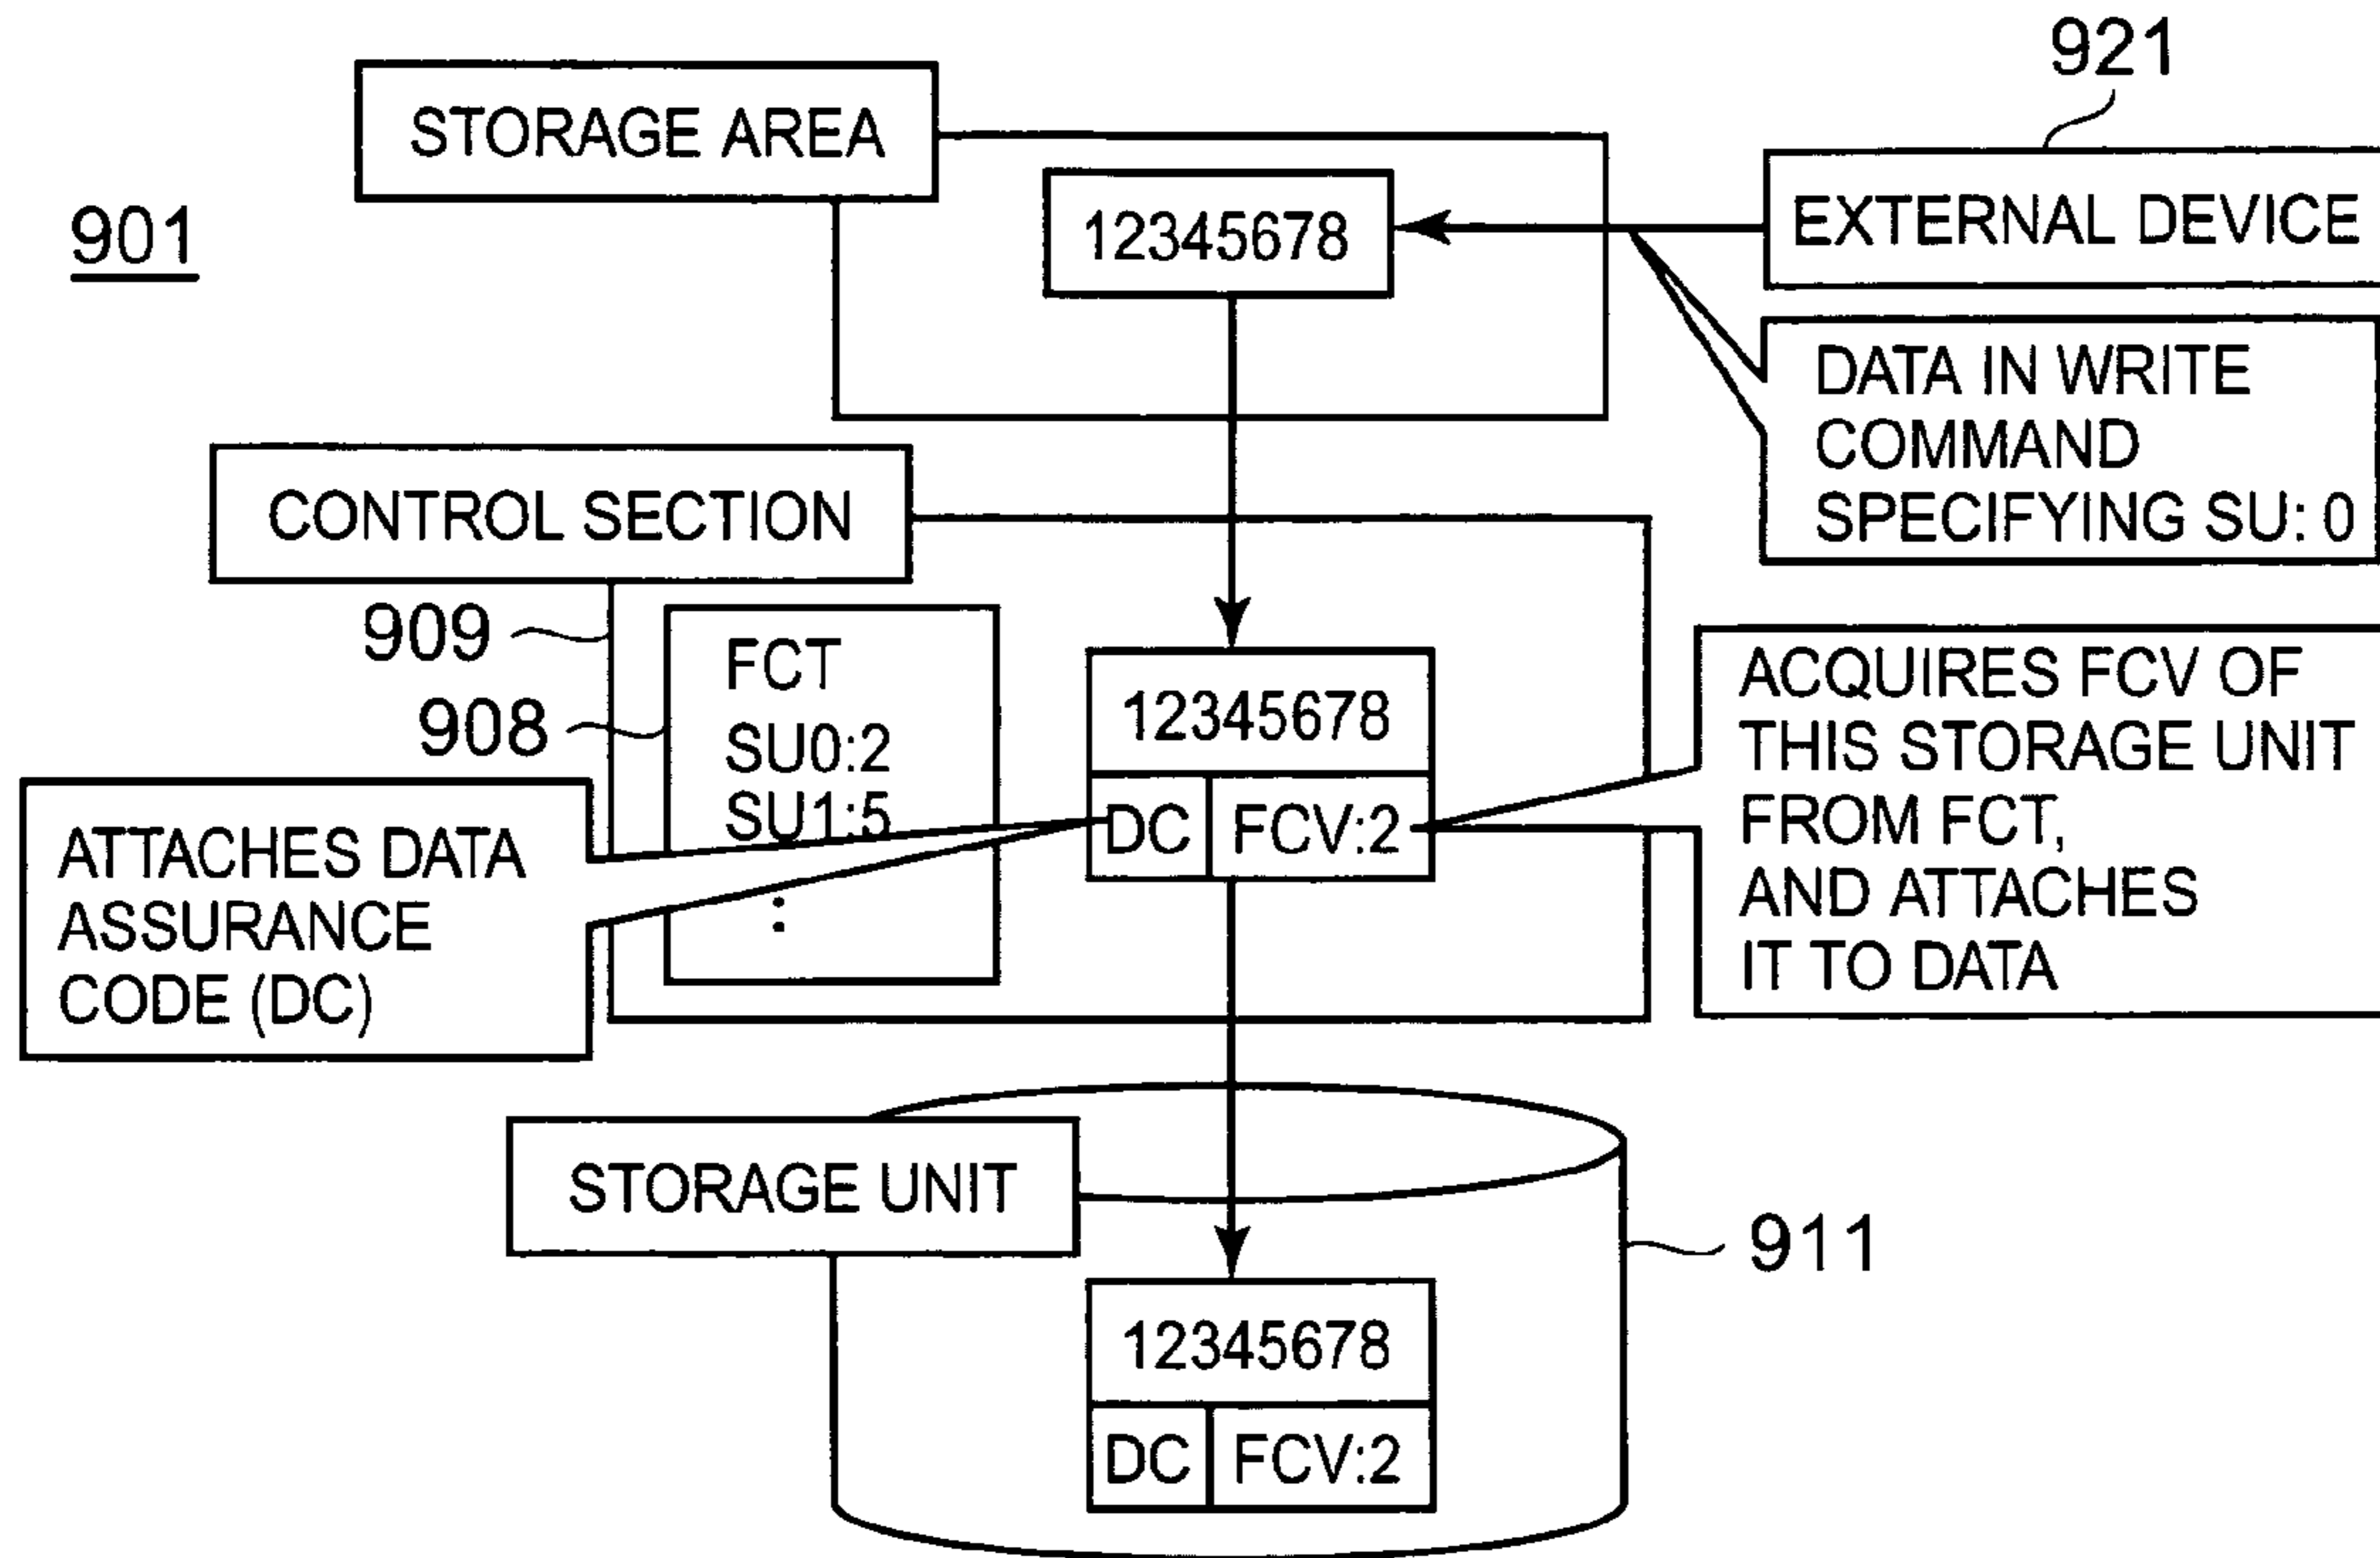 921
STORAGE AREA
901
12345678
EXTERNAL DEVICE
DATA IN WRITE
COMMAND
SPECIFYING SU: 0
CONTROL SECTION
909
908
FCT
SU0:2
SU1:5
:
12345678
DC
FCV:2
ACQUIRES FCV OF
THIS STORAGE UNIT
FROM FCT,
AND ATTACHES
IT TO DATA
ATTACHES DATA
ASSURANCE
CODE (DC)
STORAGE UNIT
911
12345678
DC
FCV:2